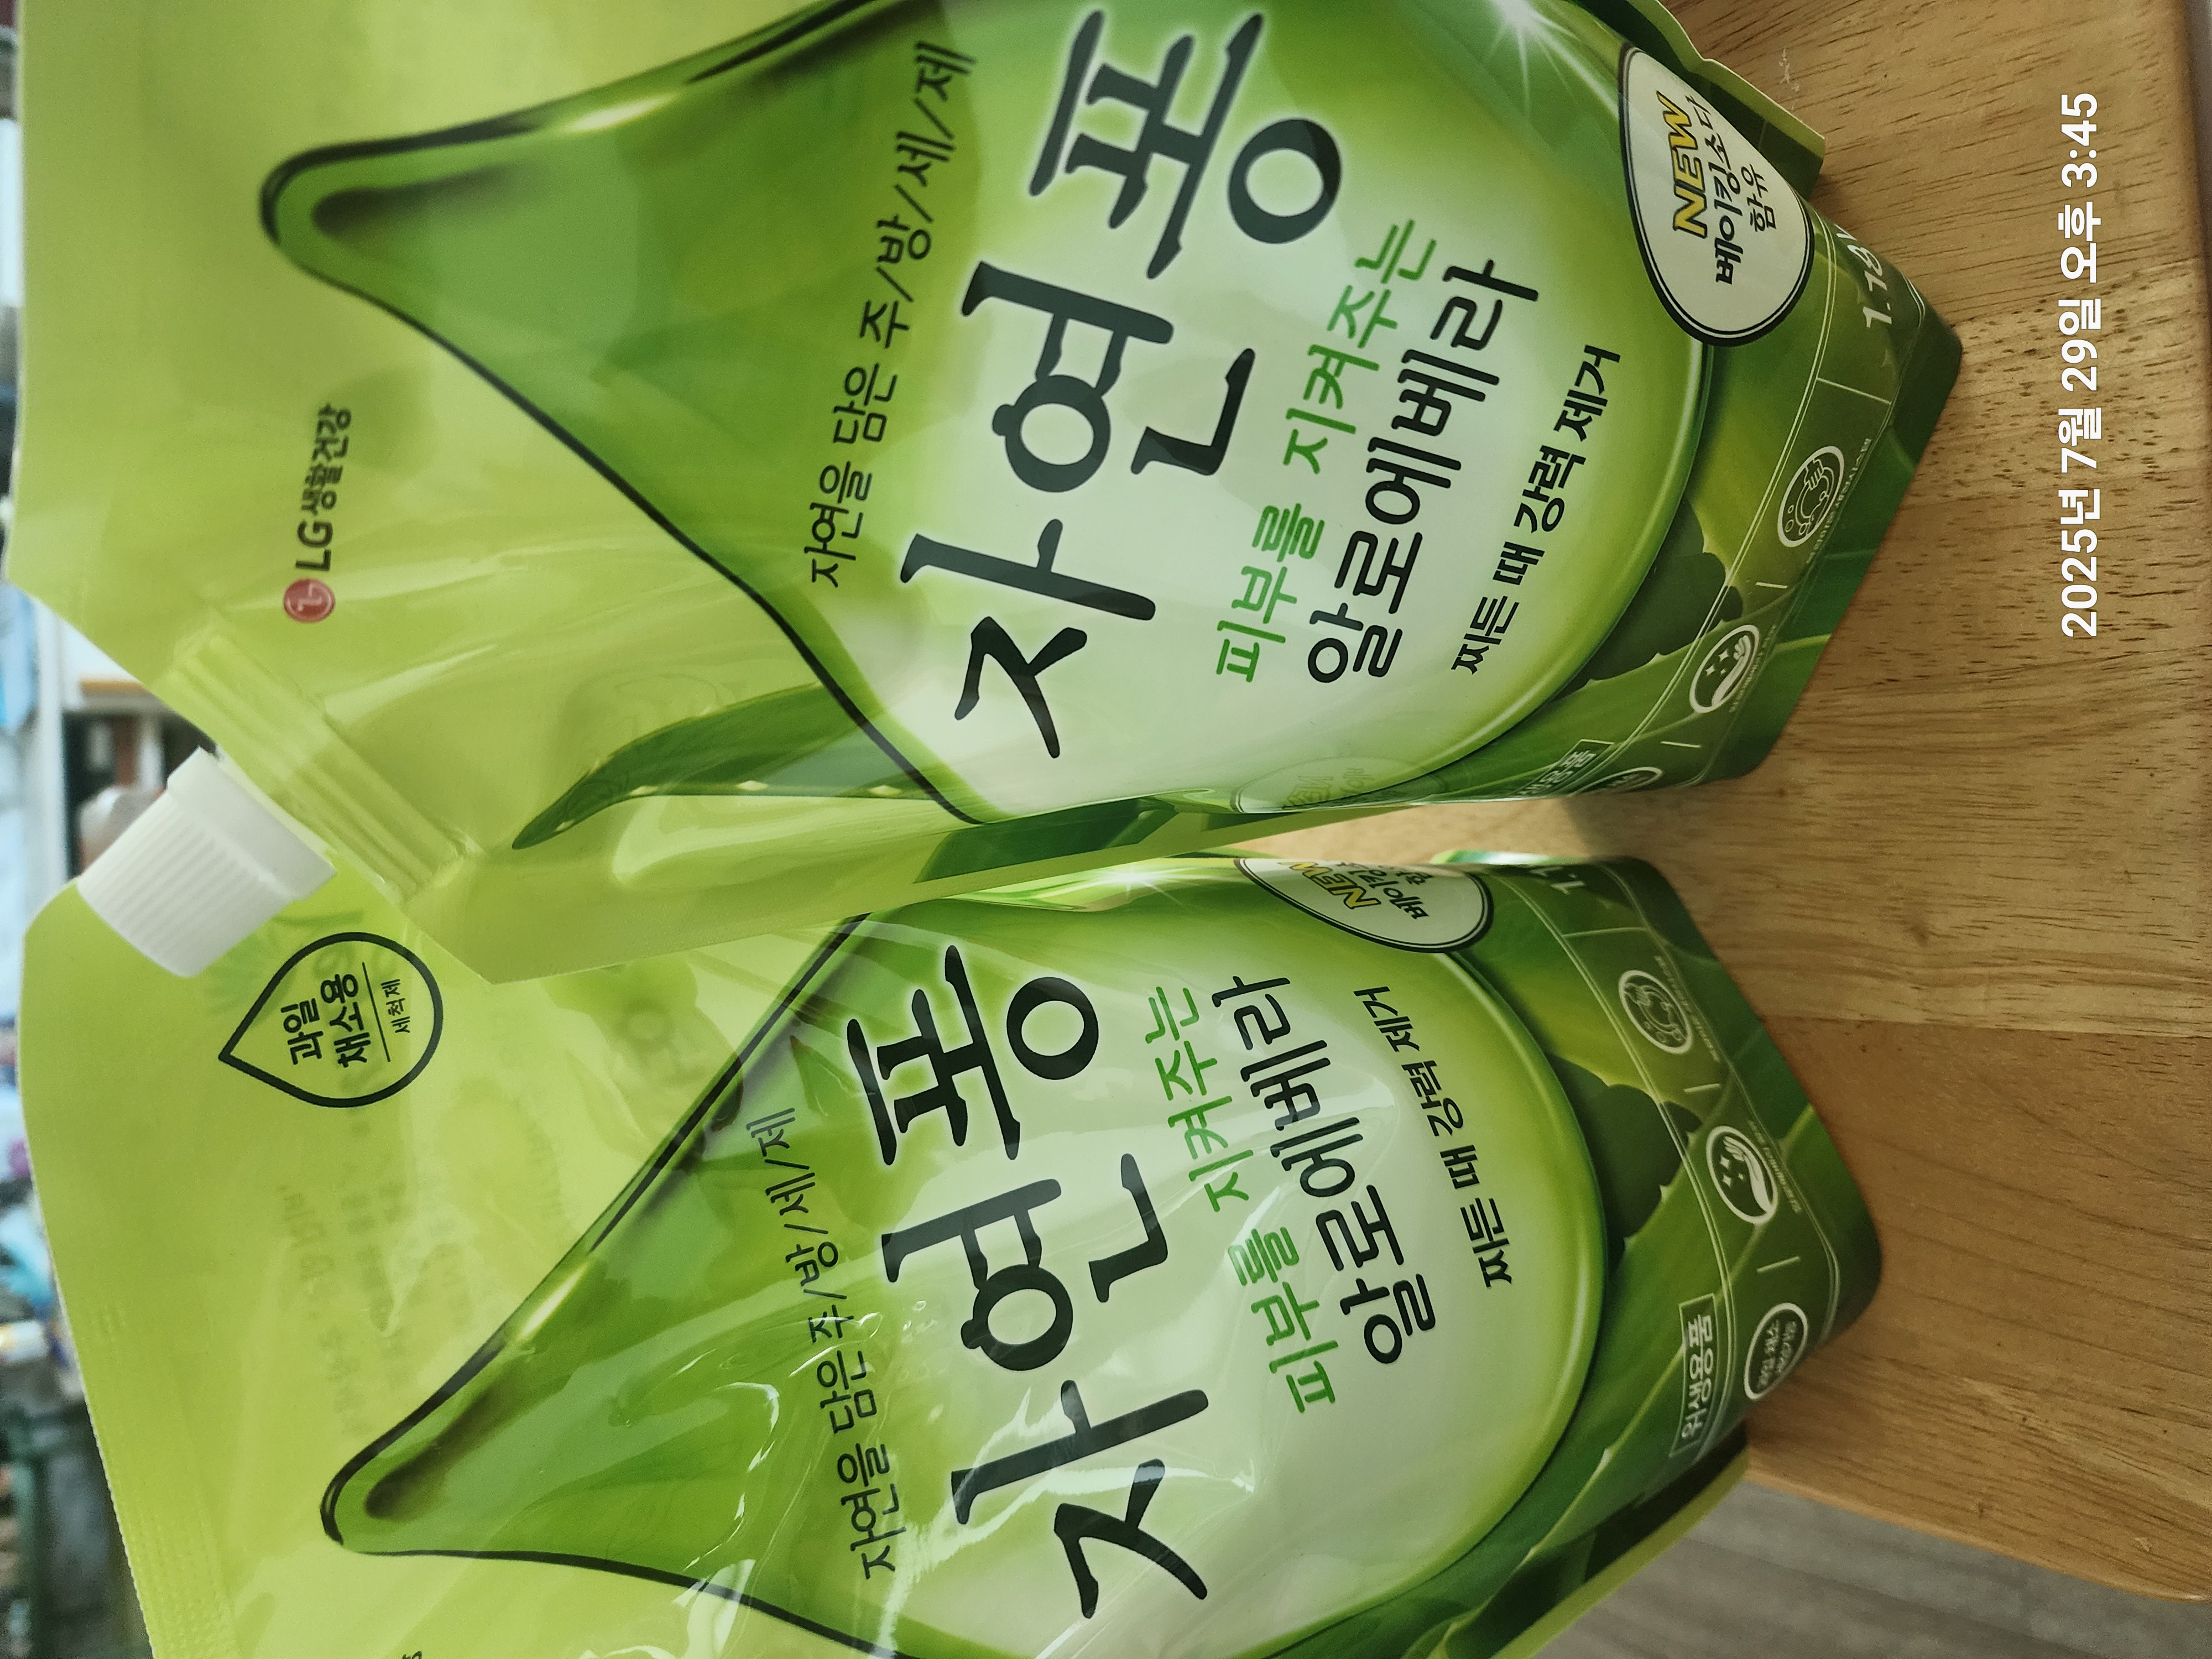 LG생활건강
자연을 담은 주/방/세/제
자연퐁
피부를 지켜주는
알로에베라
찌든 때 강력 제거
NEW
베이킹소다
함유
과일
채소용
세척제
자연을 담은 주/방/세/제
자연퐁
피부를 지켜주는
알로에베라
찌든 때 강력 제거
NEW
위생용품
2025년 7월 29일 오후 3:45